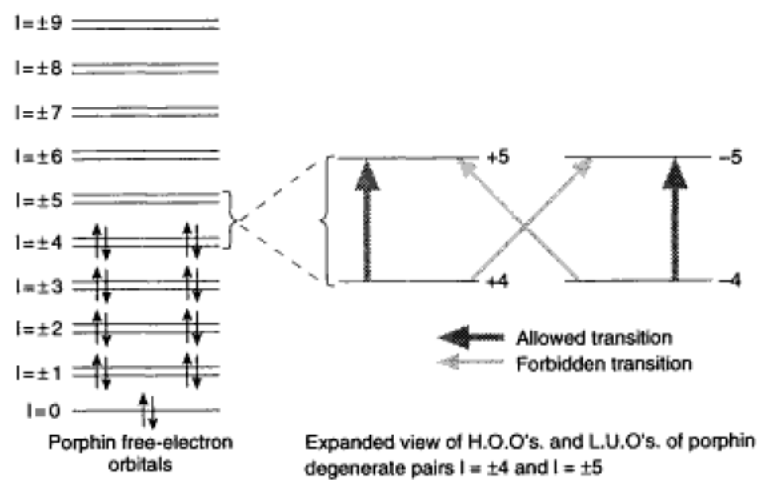 l=±9
l=±8
l=±7
l=±6
l=±5
l=±4
l=±3
l=±2
l=±1
l=0
Porphin free-electron
orbitals
+5
−5
+4
−4
Allowed transition
Forbidden transition
Expanded view of H.O.O's. and L.U.O's. of porphin
degenerate pairs l = ±4 and l = ±5